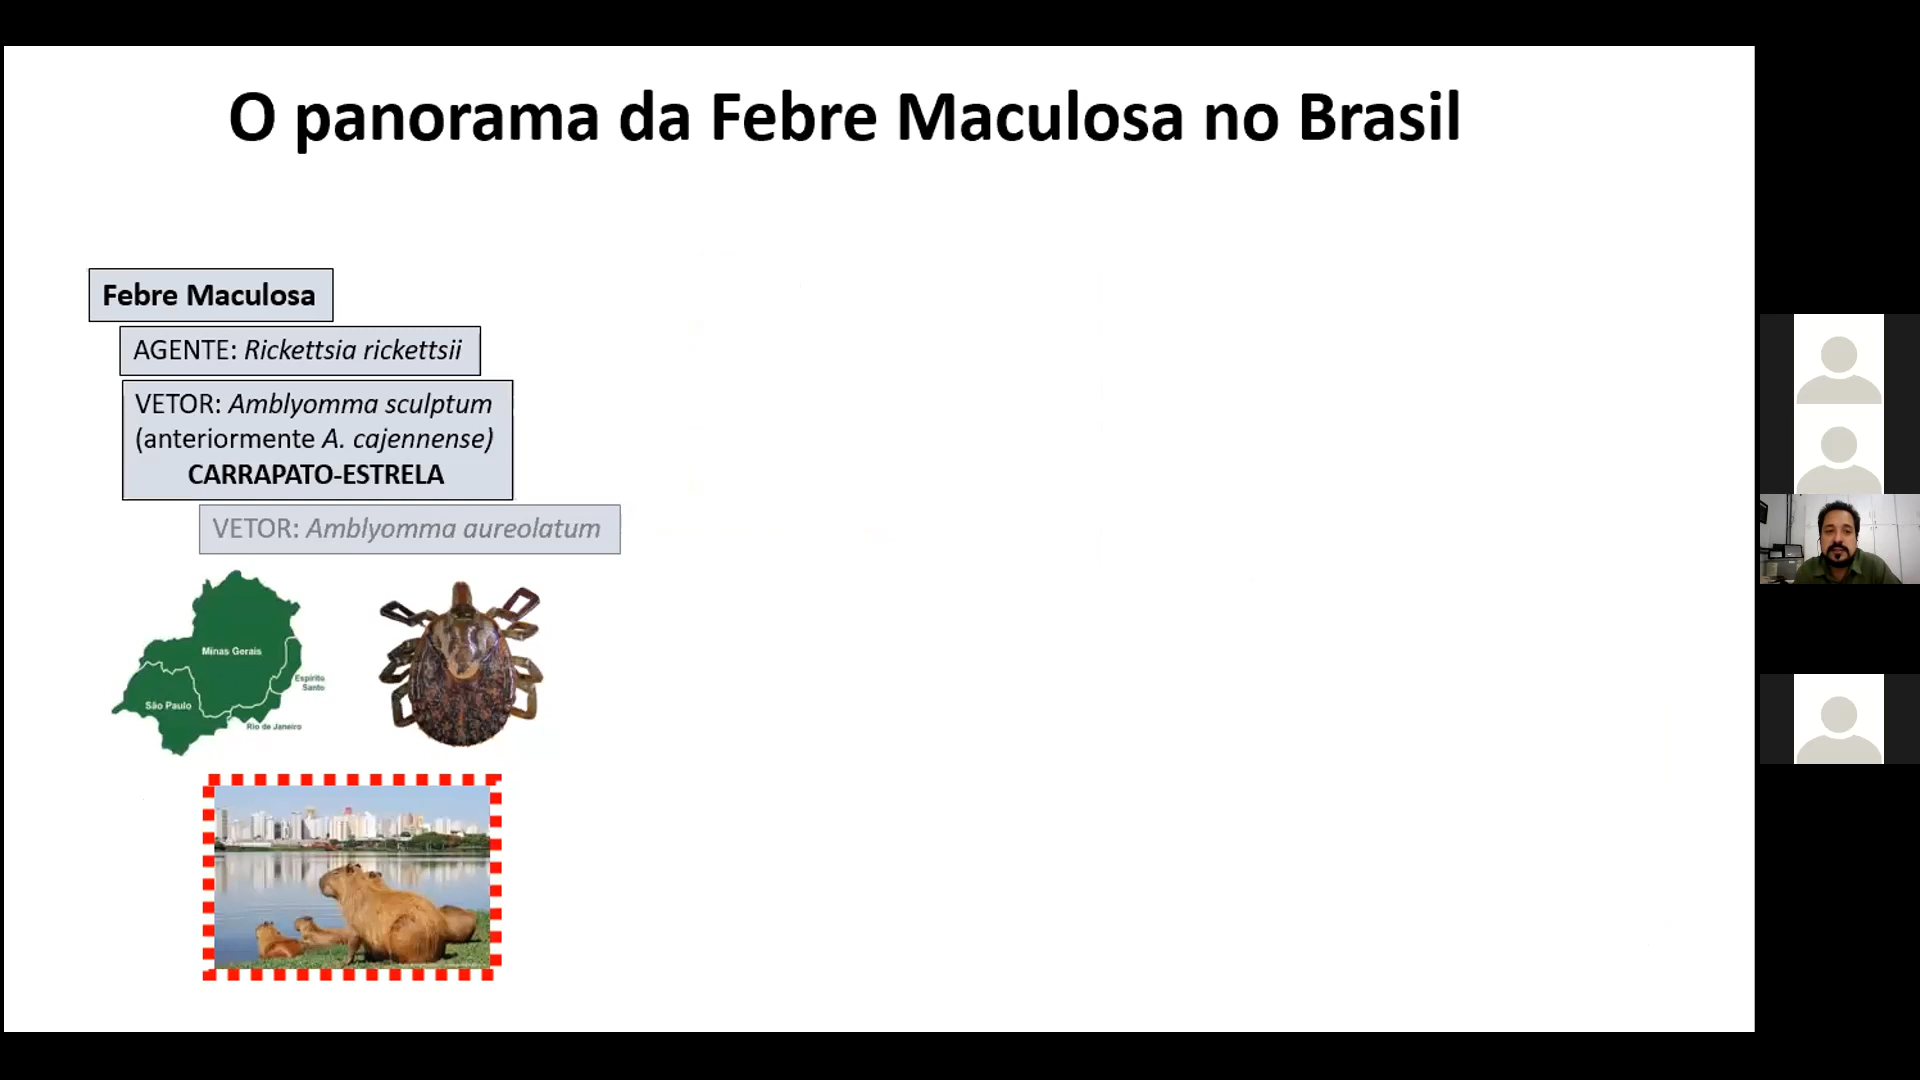 O panorama da Febre Maculosa no Brasil
Febre Maculosa
AGENTE: Rickettsia rickettsii
VETOR: Amblyomma sculptum
(anteriormente A. cajennense)
CARRAPATO-ESTRELA
VETOR: Amblyomma aureolatum
Minas Gerais
Espírito
Santo
São Paulo
Rio de Janeiro